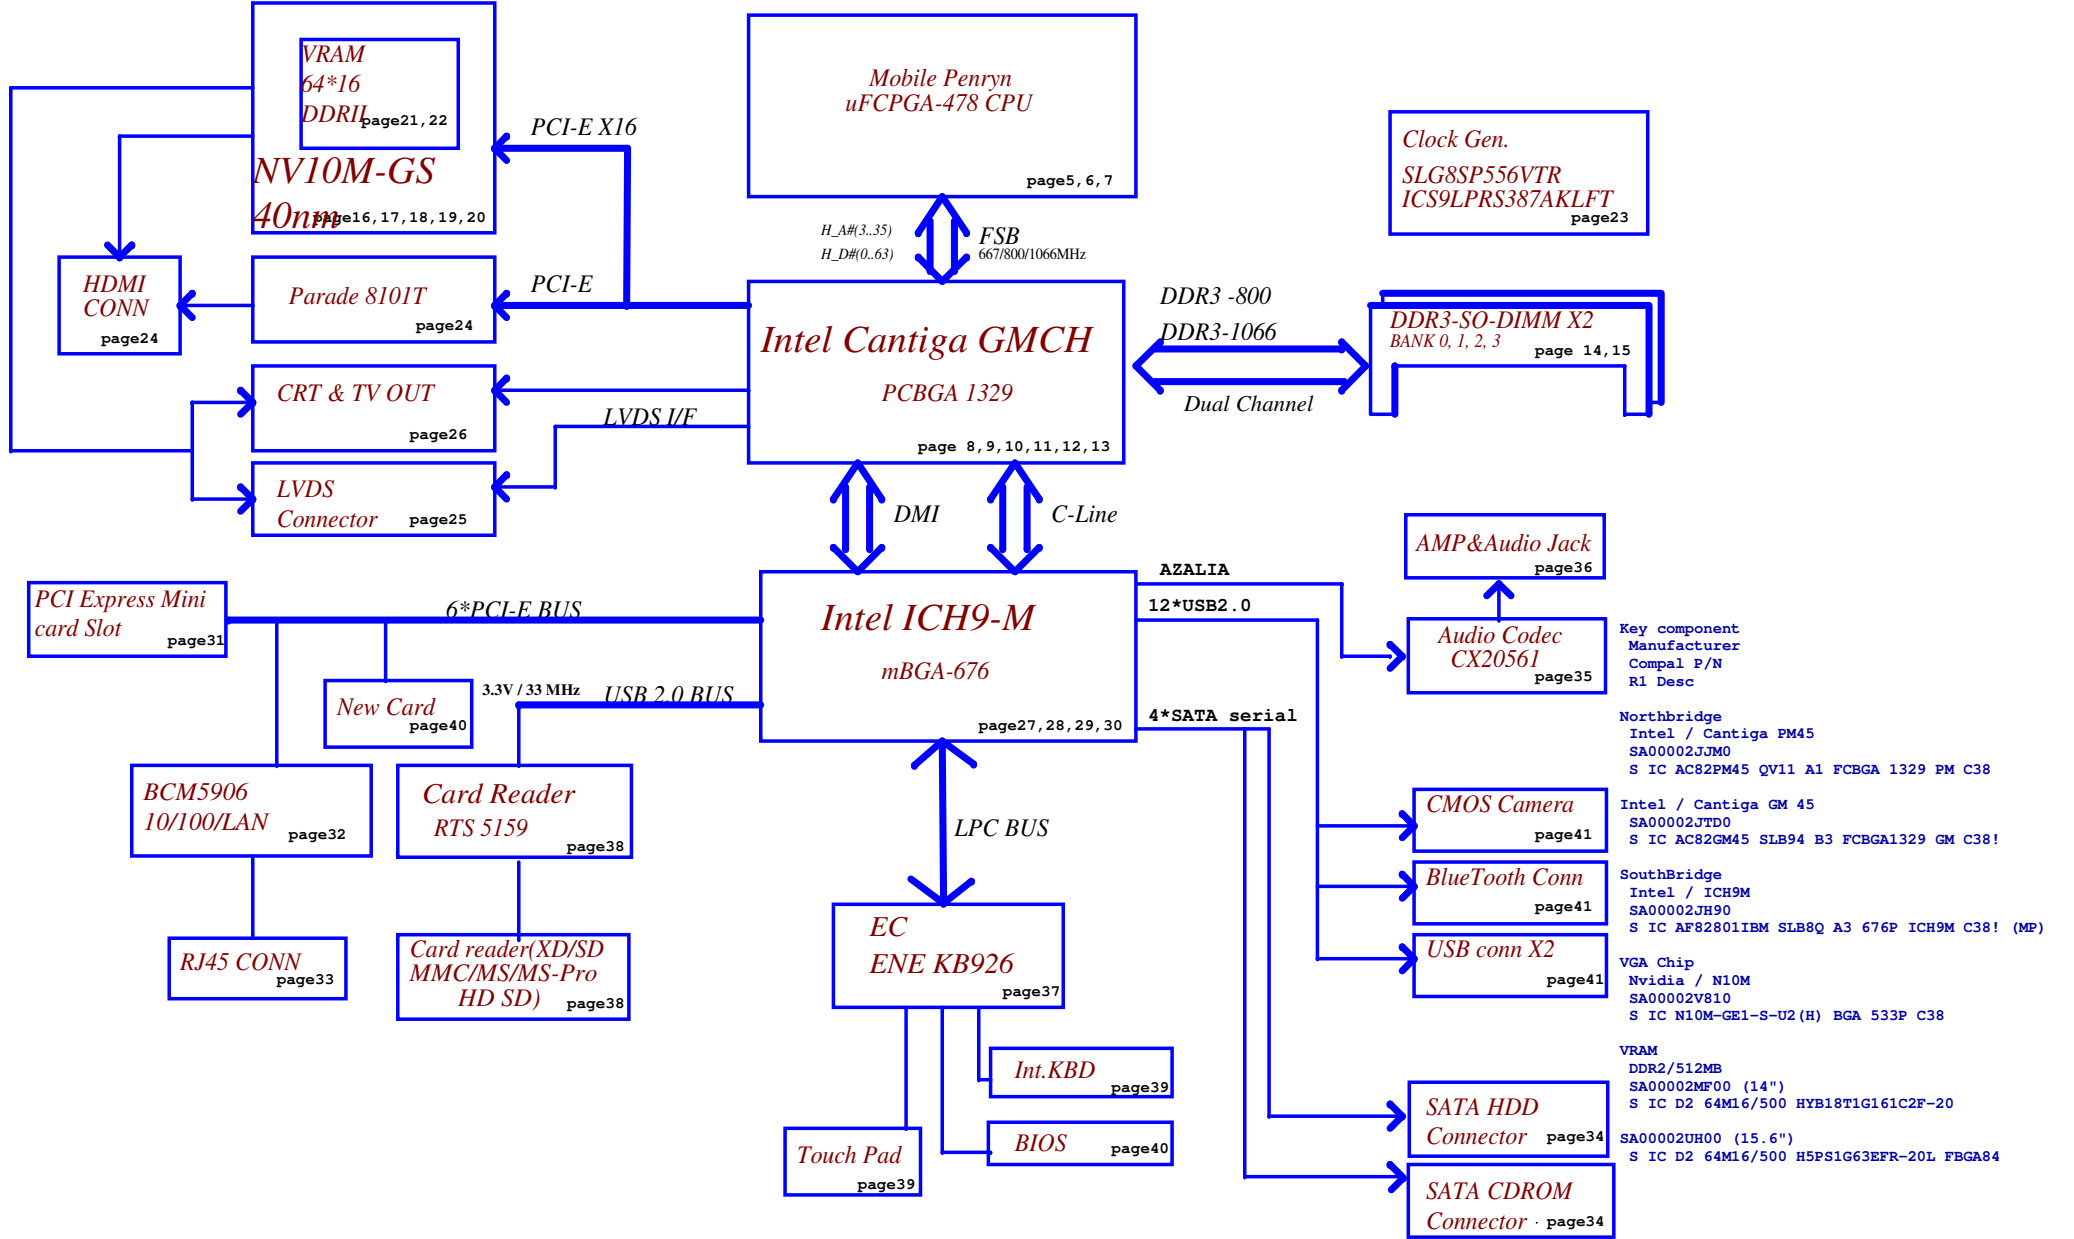 VRAM
64*16
DDRII
page21,22
NV10M-GS
40nm
page16,17,18,19,20
PCI-E X16
Mobile Penryn
uFCPGA-478 CPU
page5,6,7
Clock Gen.
SLG8SP556VTR
ICS9LPRS387AKLFT
page23
H_A#(3..35)
H_D#(0..63)
FSB
667/800/1066MHz
HDMI
CONN
page24
Parade 8101T
page24
PCI-E
Intel Cantiga GMCH
PCBGA 1329
page 8,9,10,11,12,13
DDR3 -800
DDR3-1066
Dual Channel
DDR3-SO-DIMM X2
BANK 0, 1, 2, 3
page 14,15
CRT & TV OUT
page26
LVDS I/F
LVDS
Connector
page25
DMI
C-Line
AMP&Audio Jack
page36
PCI Express Mini
card Slot
page31
6*PCI-E BUS
Intel ICH9-M
mBGA-676
page27,28,29,30
AZALIA
12*USB2.0
4*SATA serial
Audio Codec
CX20561
page35
New Card
page40
3.3V / 33 MHz
USB 2.0 BUS
BCM5906
10/100/LAN
page32
Card Reader
RTS 5159
page38
LPC BUS
RJ45 CONN
page33
Card reader(XD/SD
MMC/MS/MS-Pro
HD SD)
page38
EC
ENE KB926
page37
Int.KBD
page39
BIOS
page40
Touch Pad
page39
CMOS Camera
page41
BlueTooth Conn
page41
USB conn X2
page41
SATA HDD
Connector
page34
SATA CDROM
Connector
page34
Key component
Manufacturer
Compal P/N
R1 Desc
Northbridge
Intel / Cantiga PM45
SA00002JJM0
S IC AC82PM45 QV11 A1 FCBGA 1329 PM C38
Intel / Cantiga GM 45
SA00002JTD0
S IC AC82GM45 SLB94 B3 FCBGA1329 GM C38!
SouthBridge
Intel / ICH9M
SA00002JH90
S IC AF82801IBM SLB8Q A3 676P ICH9M C38! (MP)
VGA Chip
Nvidia / N10M
SA00002V810
S IC N10M-GE1-S-U2(H) BGA 533P C38
VRAM
DDR2/512MB
SA00002MF00 (14")
S IC D2 64M16/500 HYB18T1G161C2F-20
SA00002UH00 (15.6")
S IC D2 64M16/500 H5PS1G63EFR-20L FBGA84